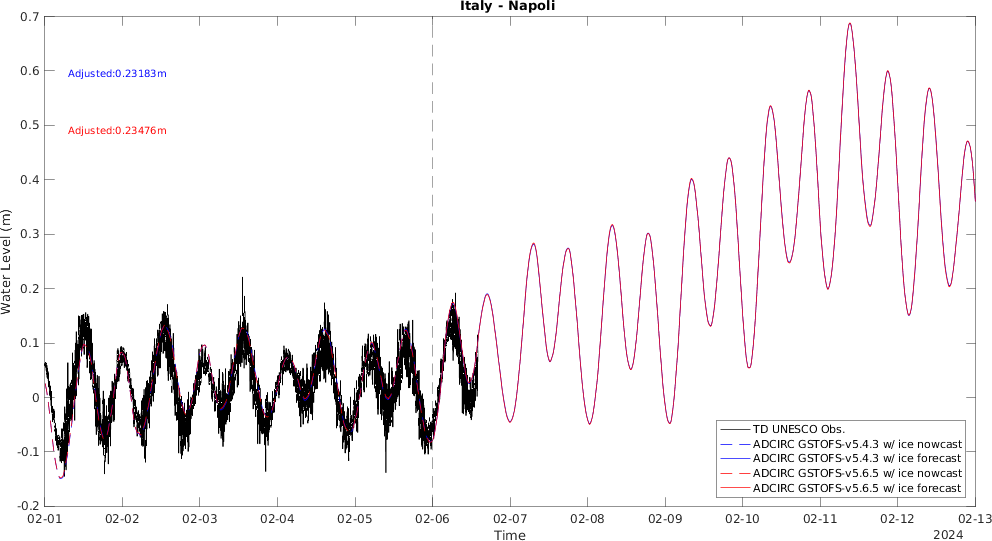 Italy - Napoli
0.7
0.6
0.5
0.4
0.3
0.2
0.1
0
-0.1
-0.2
Water Level (m)
Adjusted:0.23183m
Adjusted:0.23476m
TD UNESCO Obs.
ADCIRC GSTOFS-v5.4.3 w/ ice nowcast
ADCIRC GSTOFS-v5.4.3 w/ ice forecast
ADCIRC GSTOFS-v5.6.5 w/ ice nowcast
ADCIRC GSTOFS-v5.6.5 w/ ice forecast
02-01 02-02 02-03 02-04 02-05 02-06 02-07 02-08 02-09 02-10 02-11 02-12 02-13
Time
2024